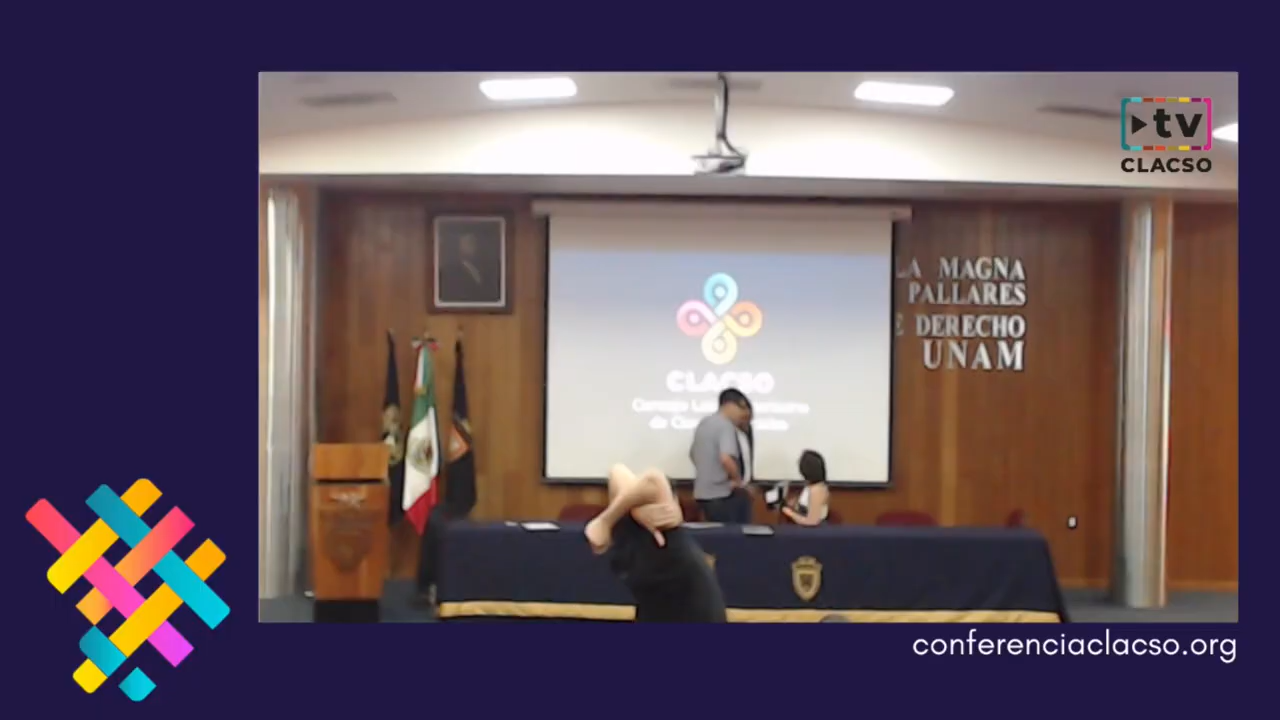 tv
CLACSO
LA MAGNA
PALLARES
DERECHO
UNAM
CLACSO
conferenciaclacso.org